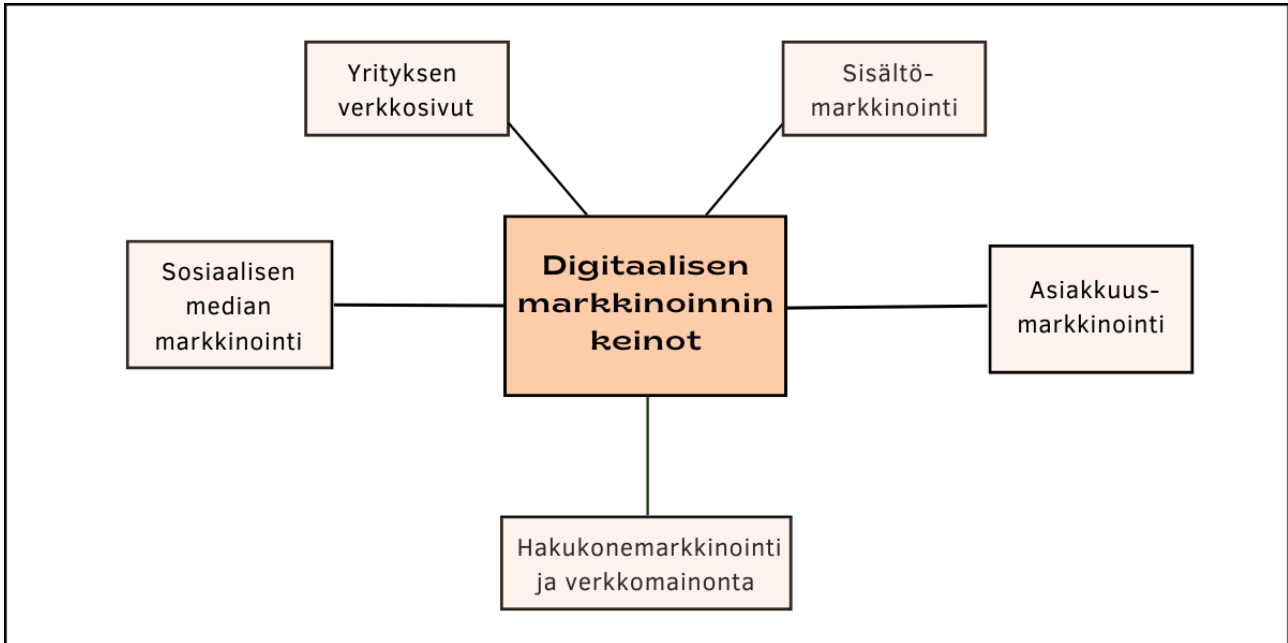 Yrityksen
verkkosivut
Sisältö-
markkinointi
Sosiaalisen
median
markkinointi
Digitaalisen
markkinoinnin
keinot
Asiakkuus-
markkinointi
Hakukonemarkkinointi
ja verkkomainonta